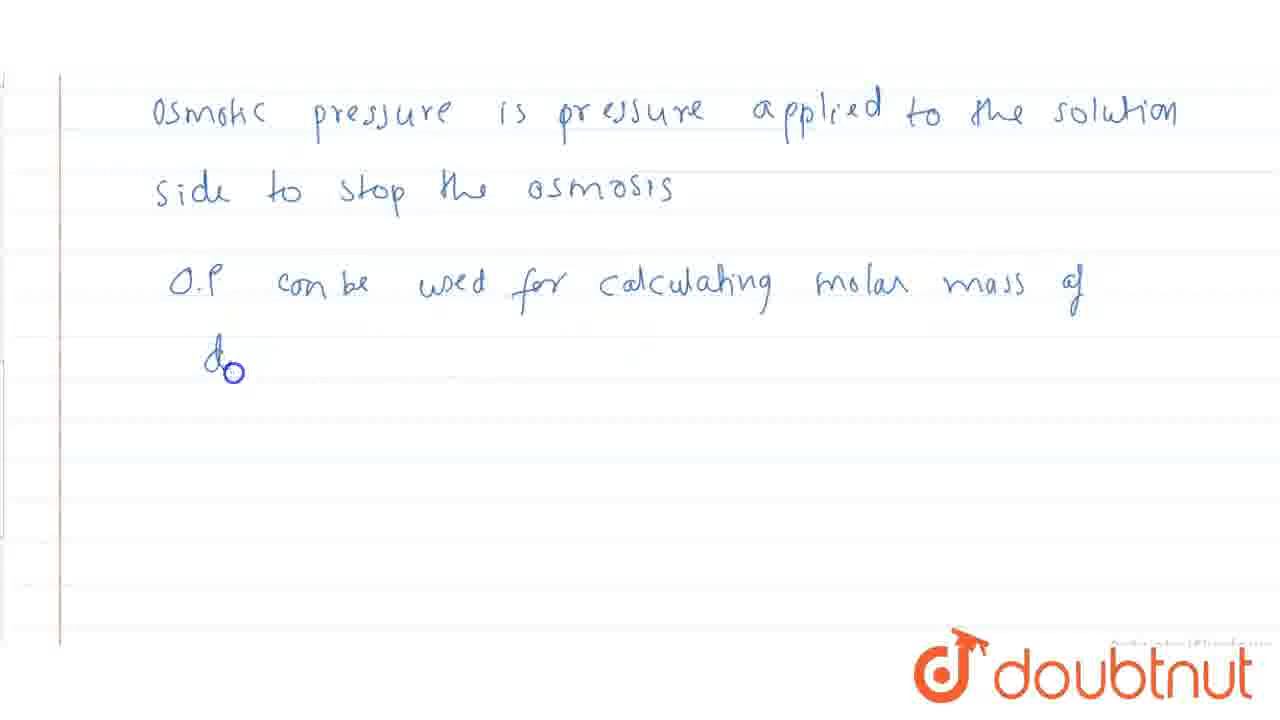 Osmotic pressure is pressure applied to the solution
side to stop the osmosis
O.P can be used for calculating molar mass of
d
doubtnut